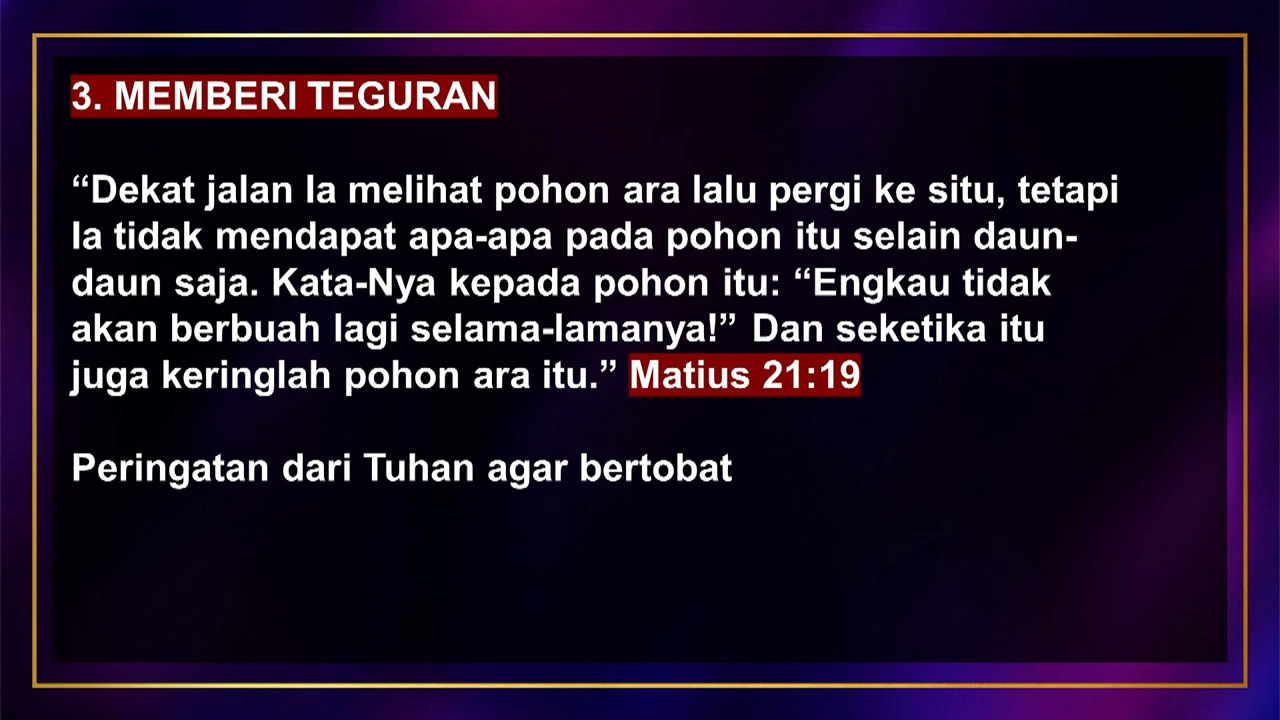 3. MEMBERI TEGURAN
“Dekat jalan Ia melihat pohon ara lalu pergi ke situ, tetapi
Ia tidak mendapat apa-apa pada pohon itu selain daun-
daun saja. Kata-Nya kepada pohon itu: “Engkau tidak
akan berbuah lagi selama-lamanya!” Dan seketika itu
juga keringlah pohon ara itu.” Matius 21:19
Peringatan dari Tuhan agar bertobat